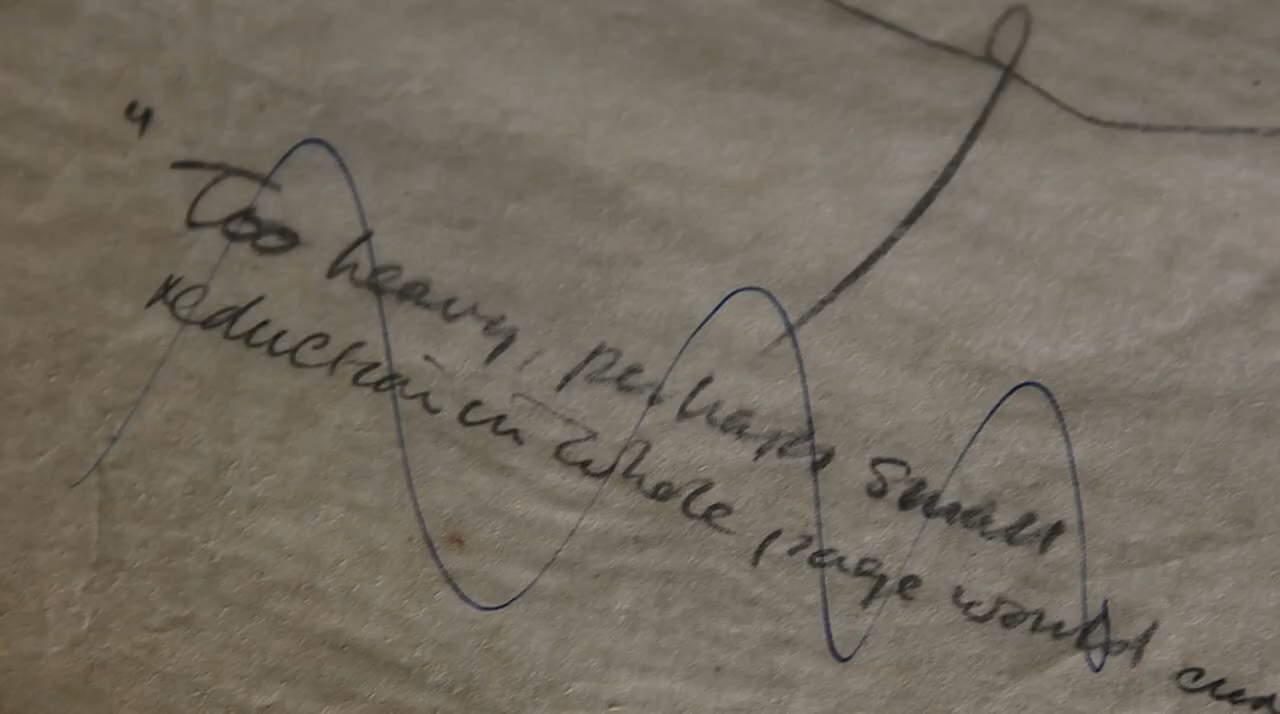 "Too heavy, perhaps small
reduction in whole page would